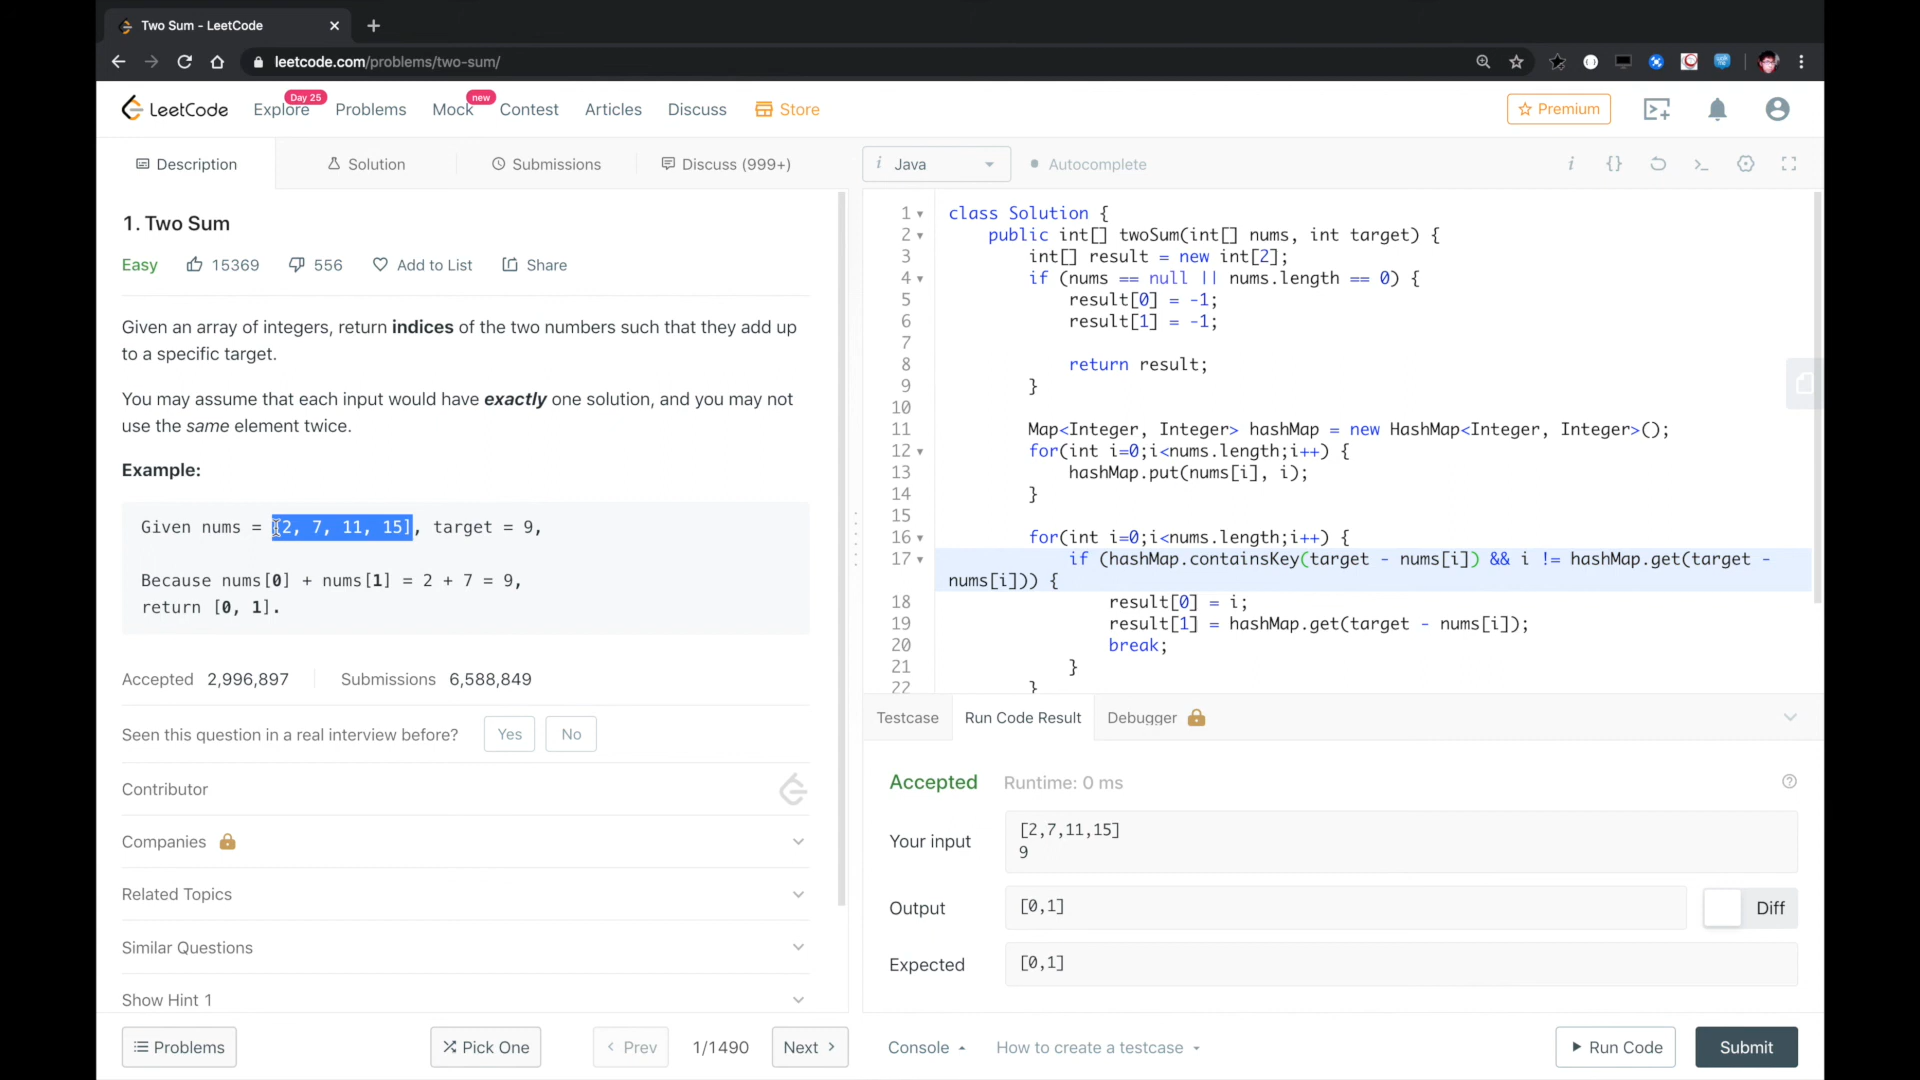 Two Sum - LeetCode
leetcode.com/problems/two-sum/
LeetCode
Explore
Day 25
Problems
Mock
new
Contest
Articles
Discuss
Store
Premium
Description
Solution
Submissions
Discuss (999+)
1. Two Sum
Easy
15369
556
Add to List
Share
Given an array of integers, return indices of the two numbers such that they add up
to a specific target.
You may assume that each input would have exactly one solution, and you may not
use the same element twice.
Example:
Given nums = [2, 7, 11, 15], target = 9,
Because nums[0] + nums[1] = 2 + 7 = 9,
return [0, 1].
Accepted 2,996,897
Submissions 6,588,849
Seen this question in a real interview before?
Yes
No
Contributor
Companies
Related Topics
Similar Questions
Show Hint 1
Problems
Pick One
Prev
1/1490
Next
i Java
Autocomplete
i {}
1 class Solution {
2 public int[] twoSum(int[] nums, int target) {
3 int[] result = new int[2];
4 if (nums == null || nums.length == 0) {
5 result[0] = -1;
6 result[1] = -1;
7
8 return result;
9 }
10
11 Map<Integer, Integer> hashMap = new HashMap<Integer, Integer>();
12 for(int i=0;i<nums.length;i++) {
13 hashMap.put(nums[i], i);
14 }
15
16 for(int i=0;i<nums.length;i++) {
17 if (hashMap.containsKey(target - nums[i]) && i != hashMap.get(target -
nums[i])) {
18 result[0] = i;
19 result[1] = hashMap.get(target - nums[i]);
20 break;
21 }
22 }
Testcase
Run Code Result
Debugger
Accepted
Runtime: 0 ms
Your input
[2,7,11,15]
9
Output
[0,1]
Diff
Expected
[0,1]
Console
How to create a testcase
Run Code
Submit